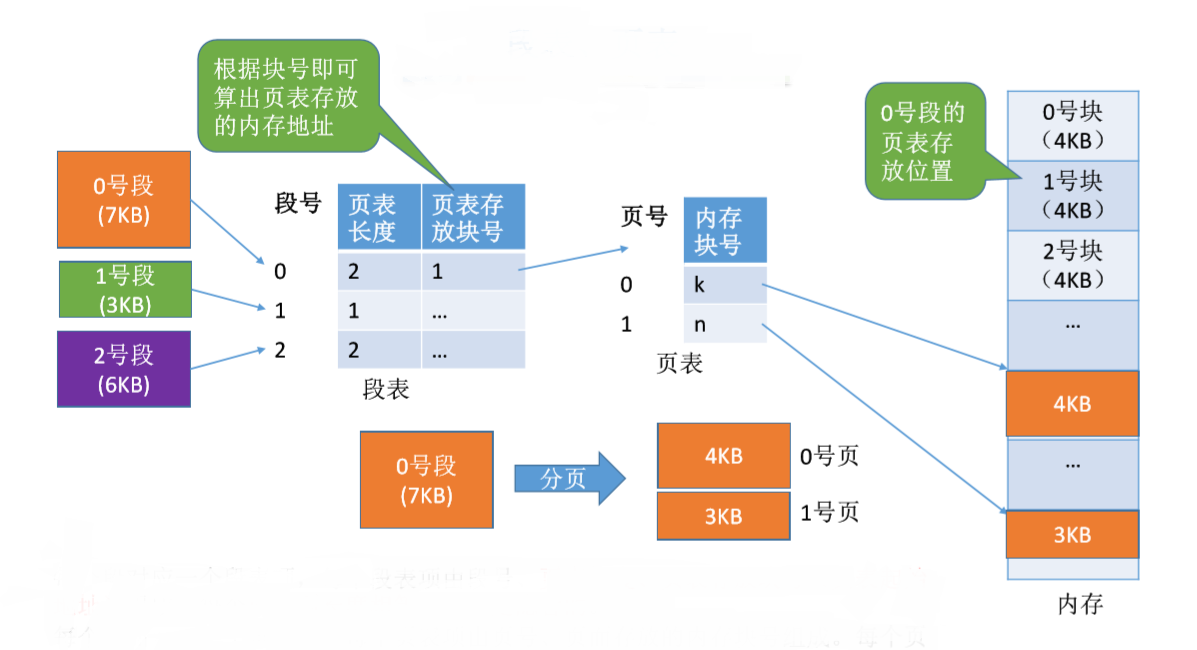 根据块号即可
算出页表存放
的内存地址
0号段的
页表存
放位置
0号块
（4KB）
1号块
（4KB）
2号块
（4KB）
...
4KB
...
3KB
内存
0号段
(7KB)
1号段
(3KB)
2号段
(6KB)
段号
页表
长度
页表存
放块号
0
2
1
1
1
...
2
2
...
段表
页号
内存
块号
0
k
1
n
页表
0号段
(7KB)
分页
4KB
0号页
3KB
1号页